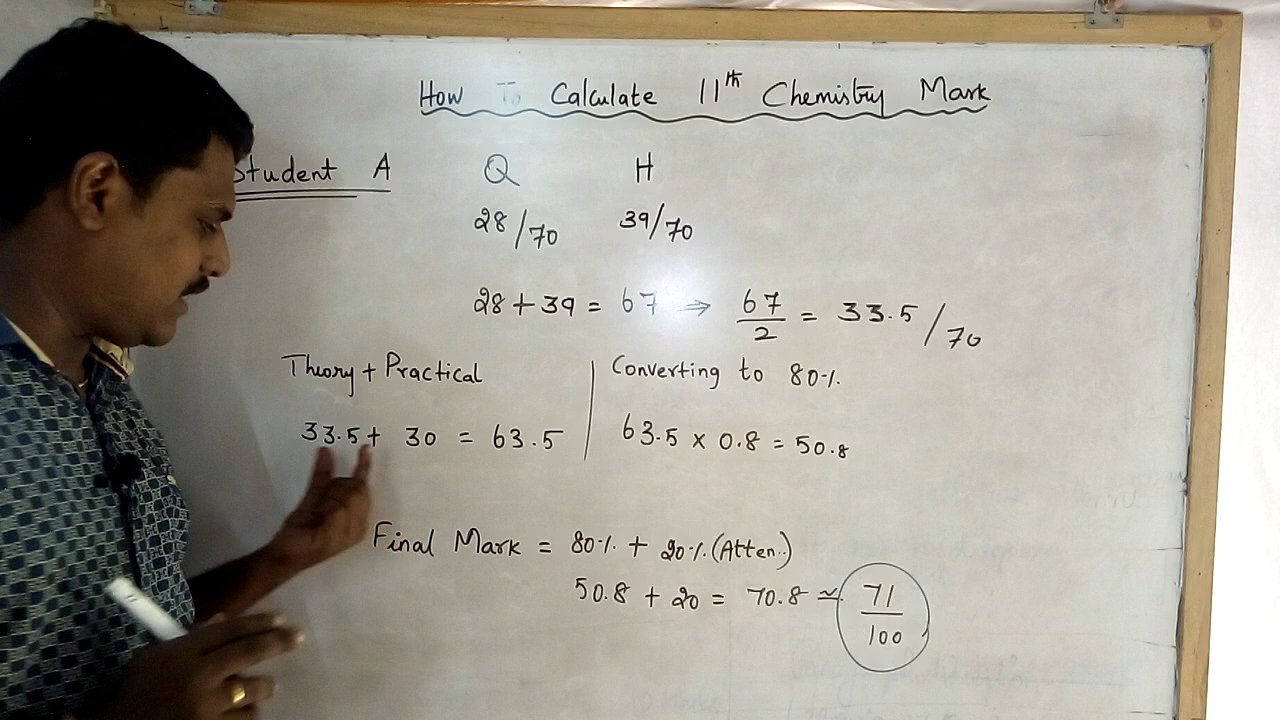 How To Calculate 11th Chemistry Mark
Student A Q H
28/70 39/70
28 + 39 = 67 ⇒ 67/2 = 33.5/70
Theory + Practical | Converting to 80%.
33.5 + 30 = 63.5 | 63.5 × 0.8 = 50.8
Final Mark = 80% + 20% (Atten..)
50.8 + 20 = 70.8 ≃ 71/100